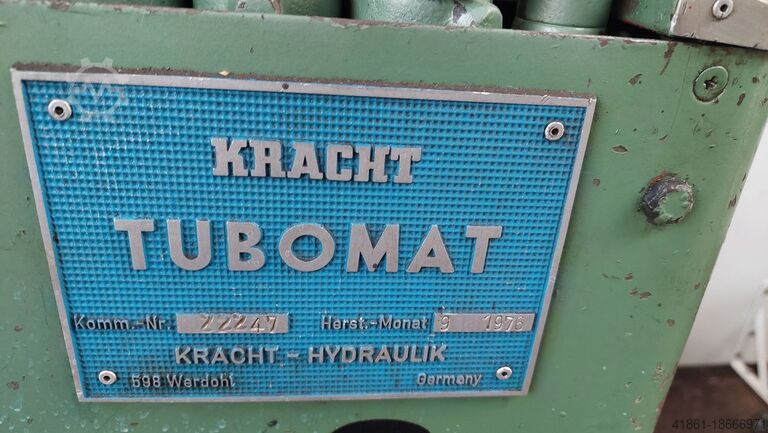 KRACHT
TUBOMAT
Komm.-Nr. 22247 Herst.-Monat 9 1976
KRACHT - HYDRAULIK
598 Werdohl Germany
41861-18666971